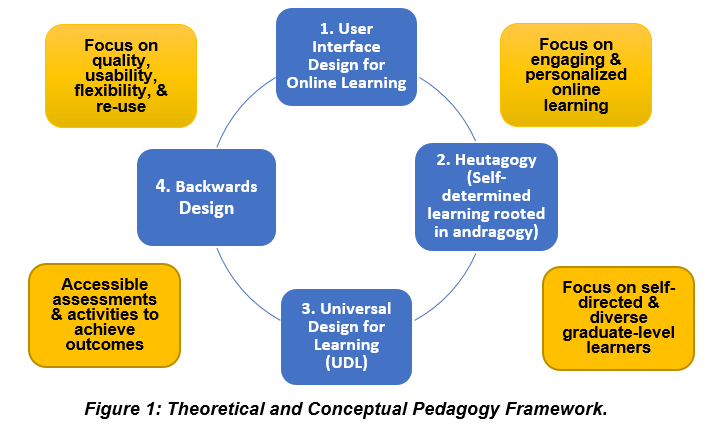 Focus on
quality,
usability,
flexibility, &
re-use
1. User
Interface
Design for
Online Learning
Focus on
engaging &
personalized
online
learning
2. Heutagogy
(Self-
determined
learning rooted
in andragogy)
4. Backwards
Design
Accessible
assessments
& activities to
achieve
outcomes
3. Universal
Design for
Learning
(UDL)
Focus on self-
directed &
diverse
graduate-level
learners
Figure 1: Theoretical and Conceptual Pedagogy Framework.